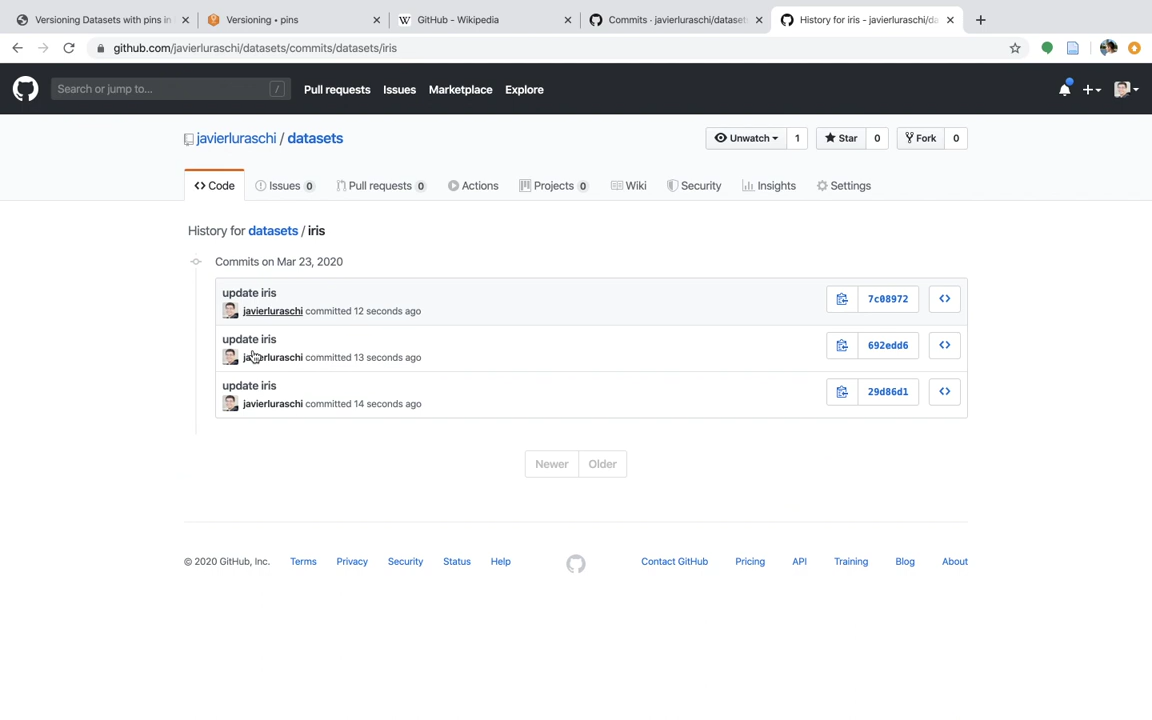 Versioning Datasets with pins in
Versioning • pins
GitHub - Wikipedia
Commits · javierluraschi/dataset
History for iris - javierluraschi/da
github.com/javierluraschi/datasets/commits/datasets/iris
Search or jump to...
/
Pull requests
Issues
Marketplace
Explore
javierluraschi / datasets
Unwatch
1
Star
0
Fork
0
Code
Issues 0
Pull requests 0
Actions
Projects 0
Wiki
Security
Insights
Settings
History for datasets / iris
Commits on Mar 23, 2020
update iris
javierluraschi committed 12 seconds ago
7c08972
update iris
javierluraschi committed 13 seconds ago
692edd6
update iris
javierluraschi committed 14 seconds ago
29d86d1
Newer
Older
© 2020 GitHub, Inc.
Terms
Privacy
Security
Status
Help
Contact GitHub
Pricing
API
Training
Blog
About